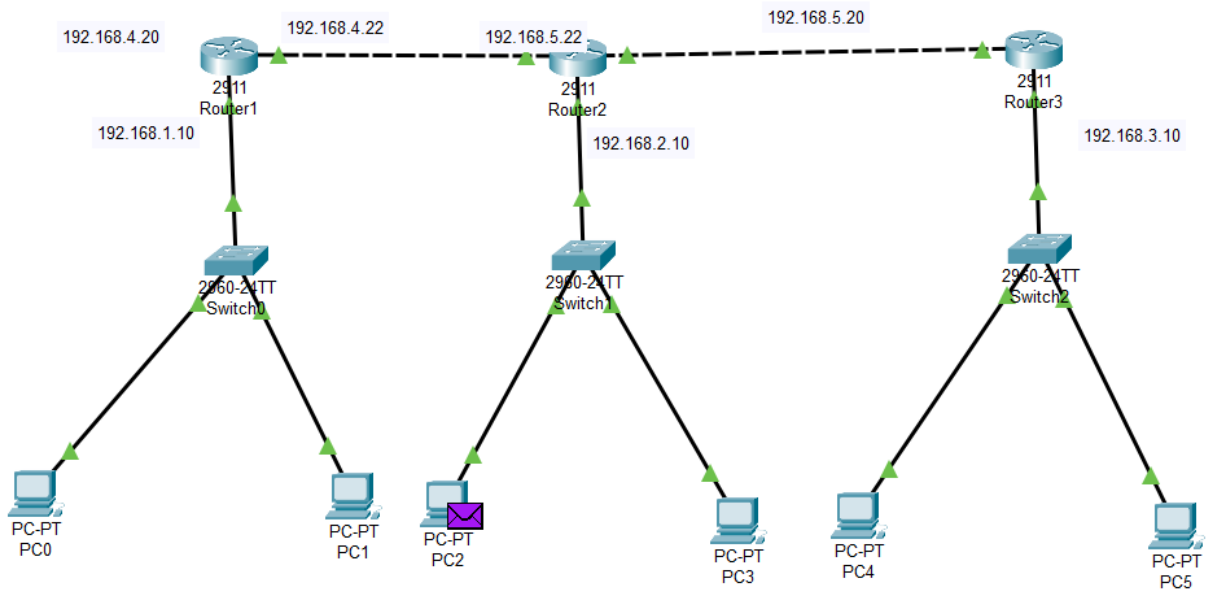 192.168.4.20
192.168.4.22
192.168.5.22
192.168.5.20
2911
Router1
2911
Router2
2911
Router3
192.168.1.10
192.168.2.10
192.168.3.10
2960-24TT
Switch0
2960-24TT
Switch1
2960-24TT
Switch2
PC-PT
PC0
PC-PT
PC1
PC-PT
PC2
PC-PT
PC3
PC-PT
PC4
PC-PT
PC5